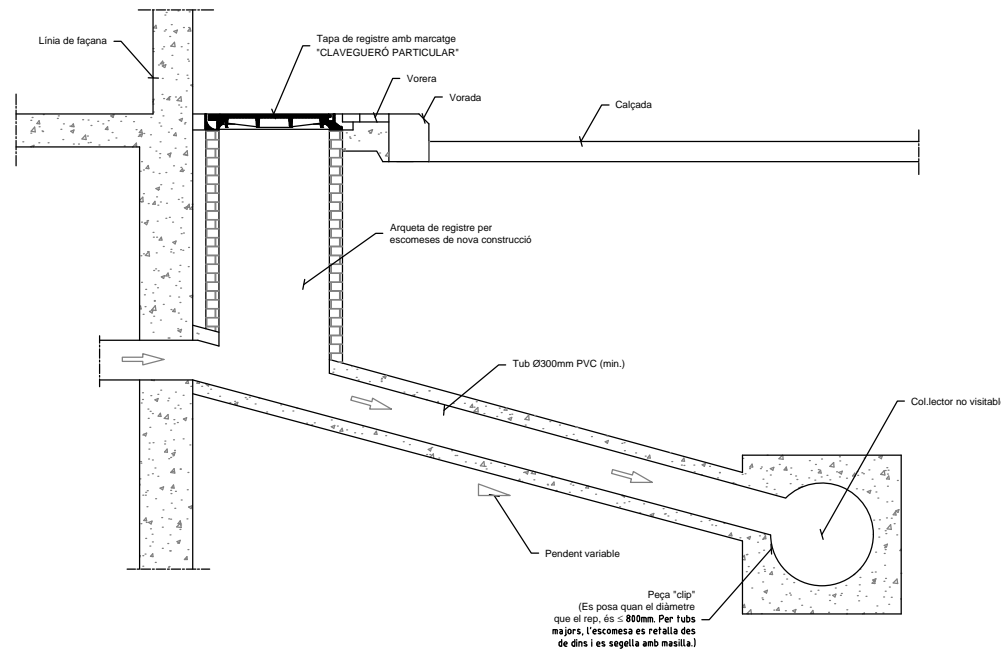 Línia de façana
Tapa de registre amb marcatge
"CLAVEGUERÓ PARTICULAR"
Vorera
Vorada
Calçada
Arqueta de registre per
escomeses de nova construcció
Tub Ø300mm PVC (min.)
Col.lector no visitable
Pendent variable
Peça "clip"
(Es posa quan el diàmetre
que el rep, és ≤ 800mm. Per tubs
majors, l'escomesa es retalla des
de dins i es segella amb masilla.)